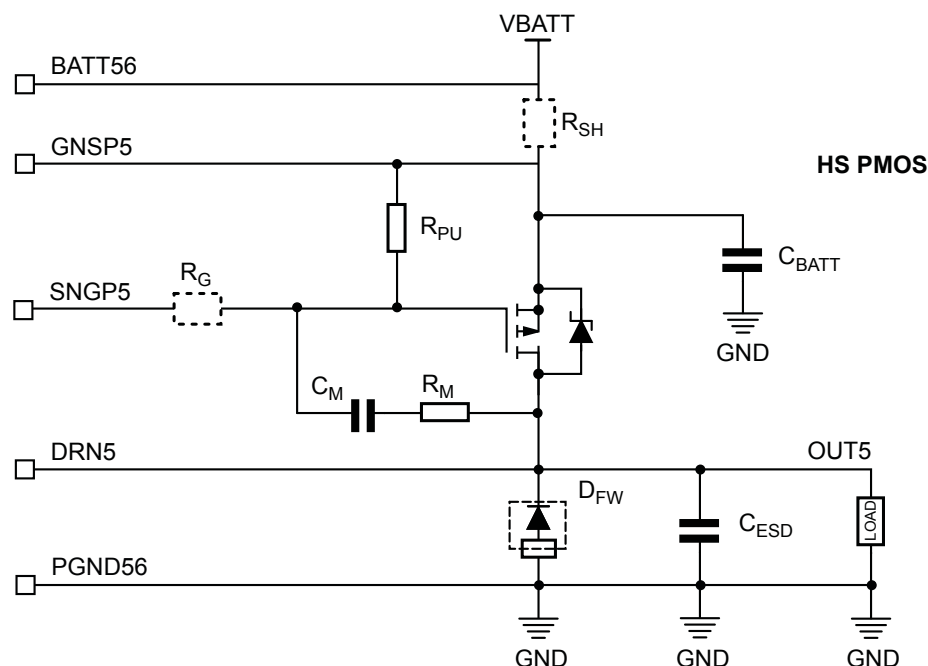 VBATT
BATT56
RSH
GNSP5
HS PMOS
RPU
CBATT
RG
SNGP5
GND
CM
RM
DRN5
OUT5
DFW
CESD
LOAD
PGND56
GND
GND
GND